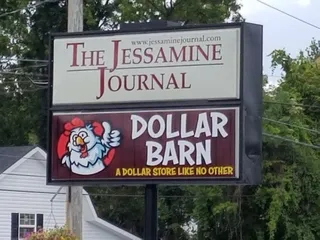 www.jessaminejournal.com
THE JESSAMINE
JOURNAL
DOLLAR
BARN
A DOLLAR STORE LIKE NO OTHER